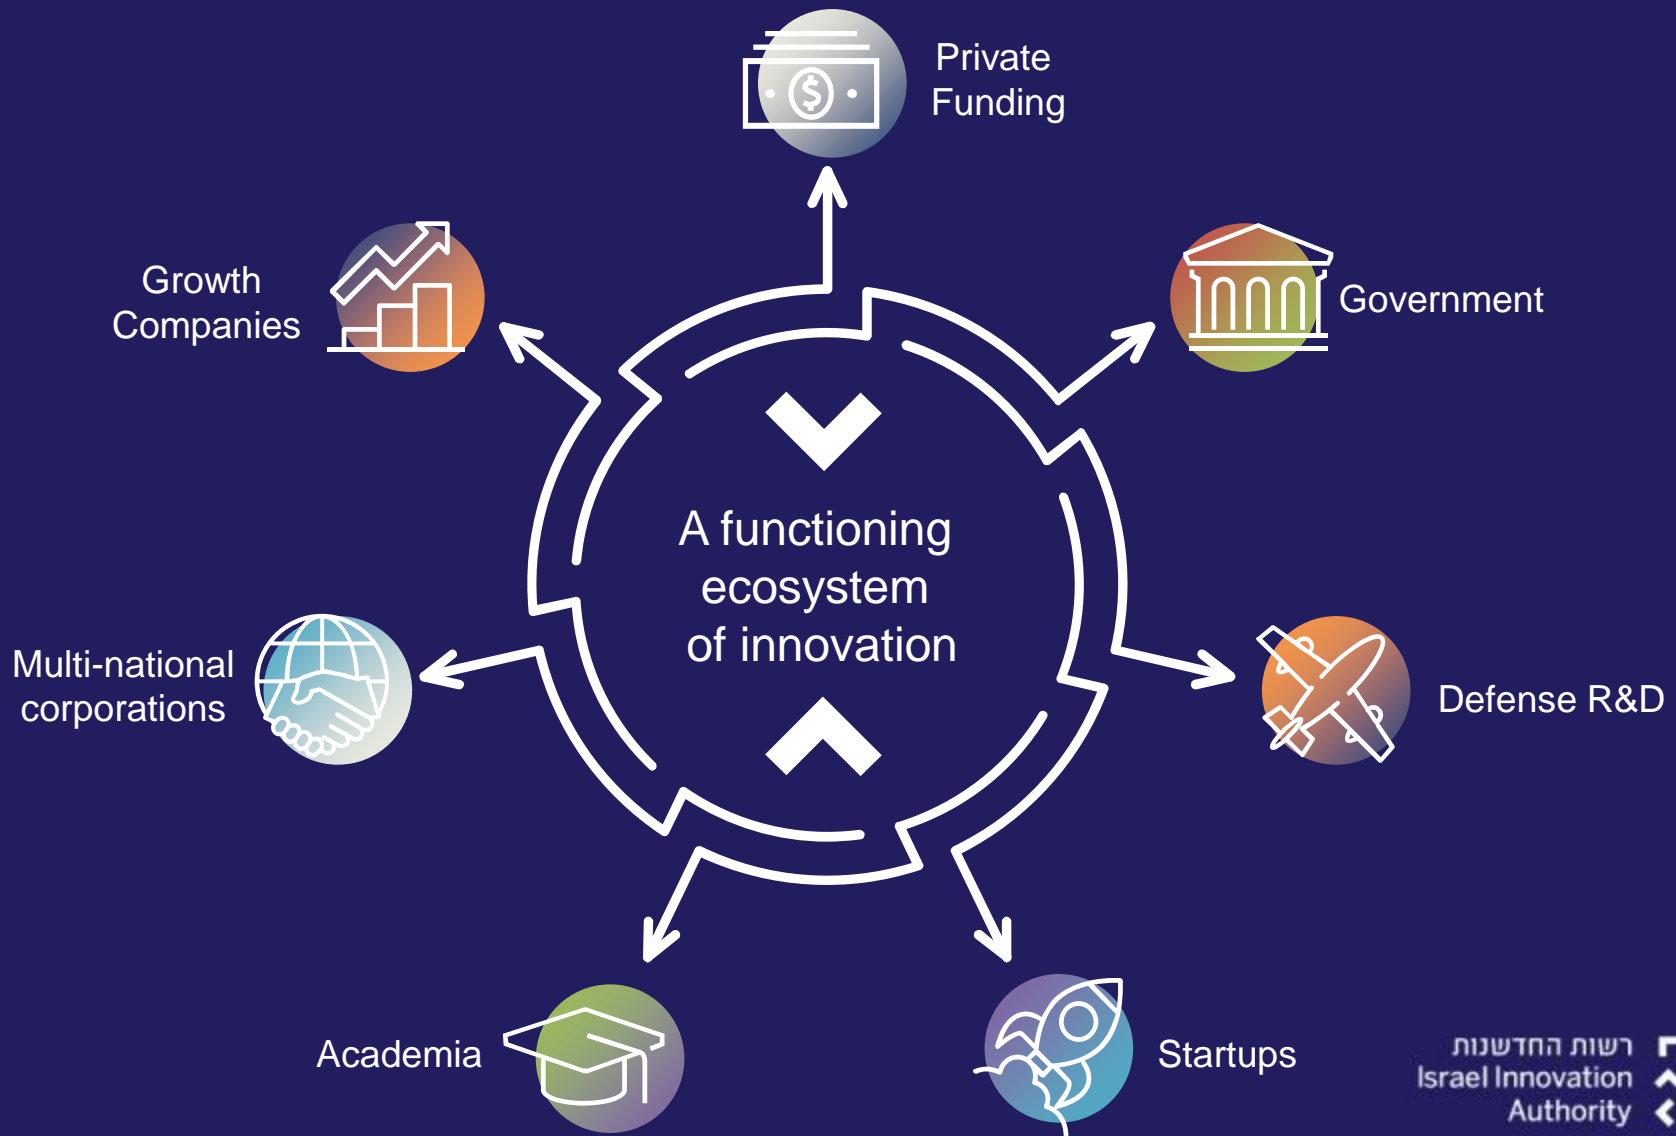 Private
Funding
Growth
Companies
Government
A functioning
ecosystem
of innovation
Multi-national
corporations
Defense R&D
Academia
Startups
רשות החדשנות
Israel Innovation
Authority